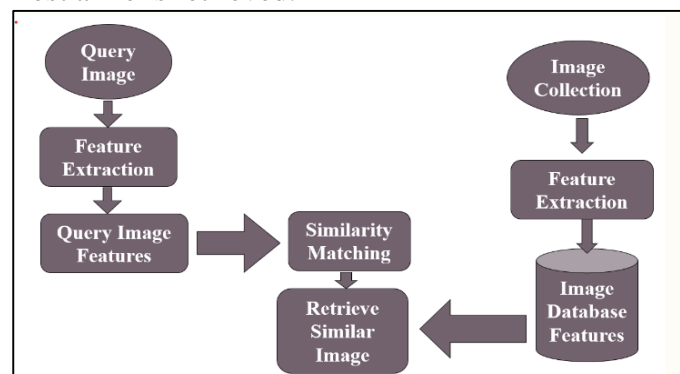 Query
Image
Feature
Extraction
Query Image
Features
Similarity
Matching
Retrieve
Similar
Image
Image
Collection
Feature
Extraction
Image
Database
Features